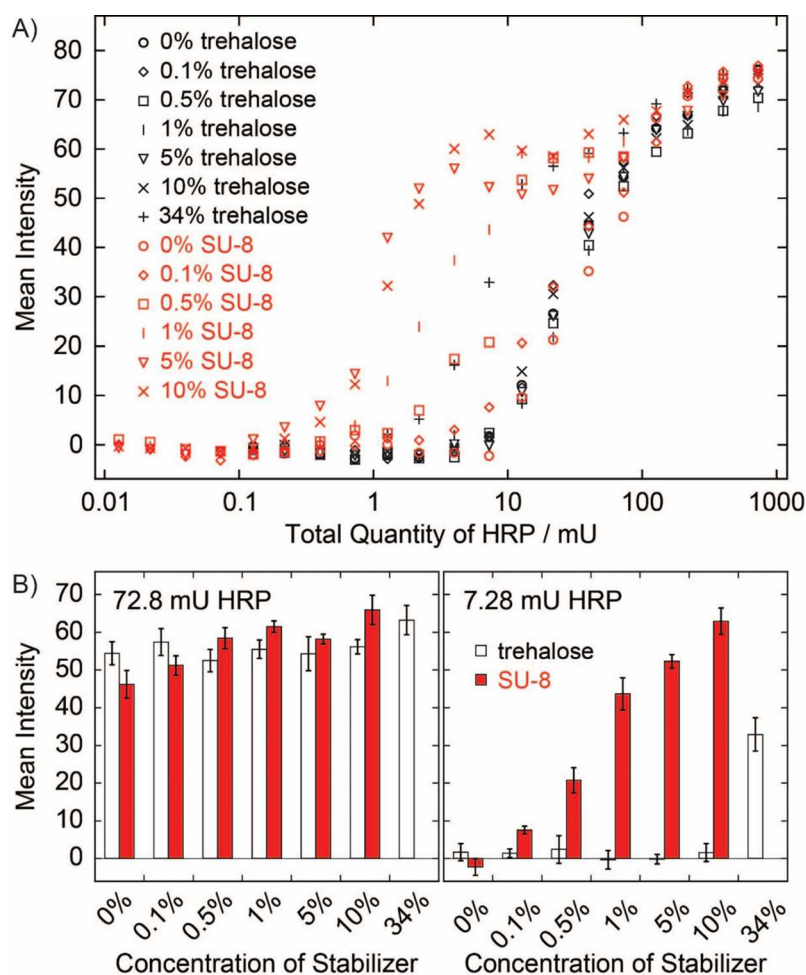 A)
80
70
60
50
40
30
20
10
0
Mean Intensity
0% trehalose
0.1% trehalose
0.5% trehalose
1% trehalose
5% trehalose
10% trehalose
34% trehalose
0% SU-8
0.1% SU-8
0.5% SU-8
1% SU-8
5% SU-8
10% SU-8
0.01 0.1 1 10 100 1000
Total Quantity of HRP / mU
B)
70
60
50
40
30
20
10
0
Mean Intensity
72.8 mU HRP
0% 0.1% 0.5% 1% 5% 10% 34%
Concentration of Stabilizer
7.28 mU HRP
trehalose
SU-8
0% 0.1% 0.5% 1% 5% 10% 34%
Concentration of Stabilizer